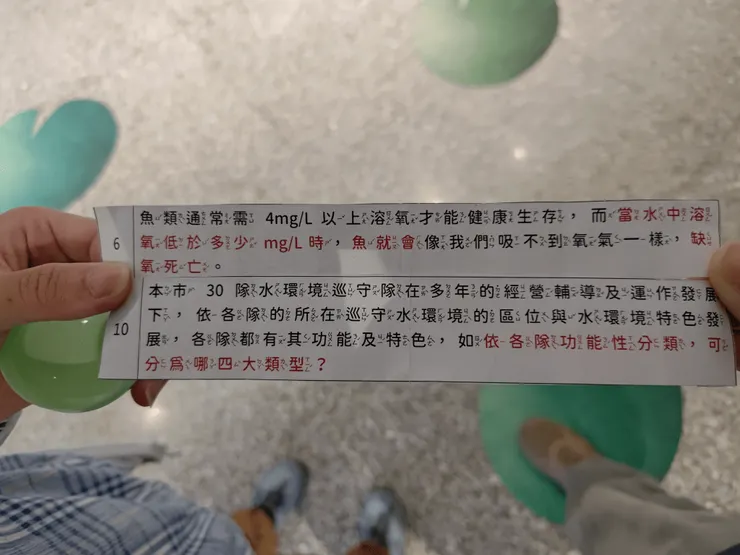 6
魚類通常需 4mg/L 以上溶氧才能健康生存，而當水中溶
氧低於多少 mg/L 時，魚就會像我們吸不到氧氣一樣，缺
氧死亡。
10
本市 30 隊水環境巡守隊在多年的經營輔導及運作發展
下，依各隊的所在巡守水環境的區位與水環境特色發
展，各隊都有其功能及特色，如依各隊功能性分類，可
分為哪四大類型？